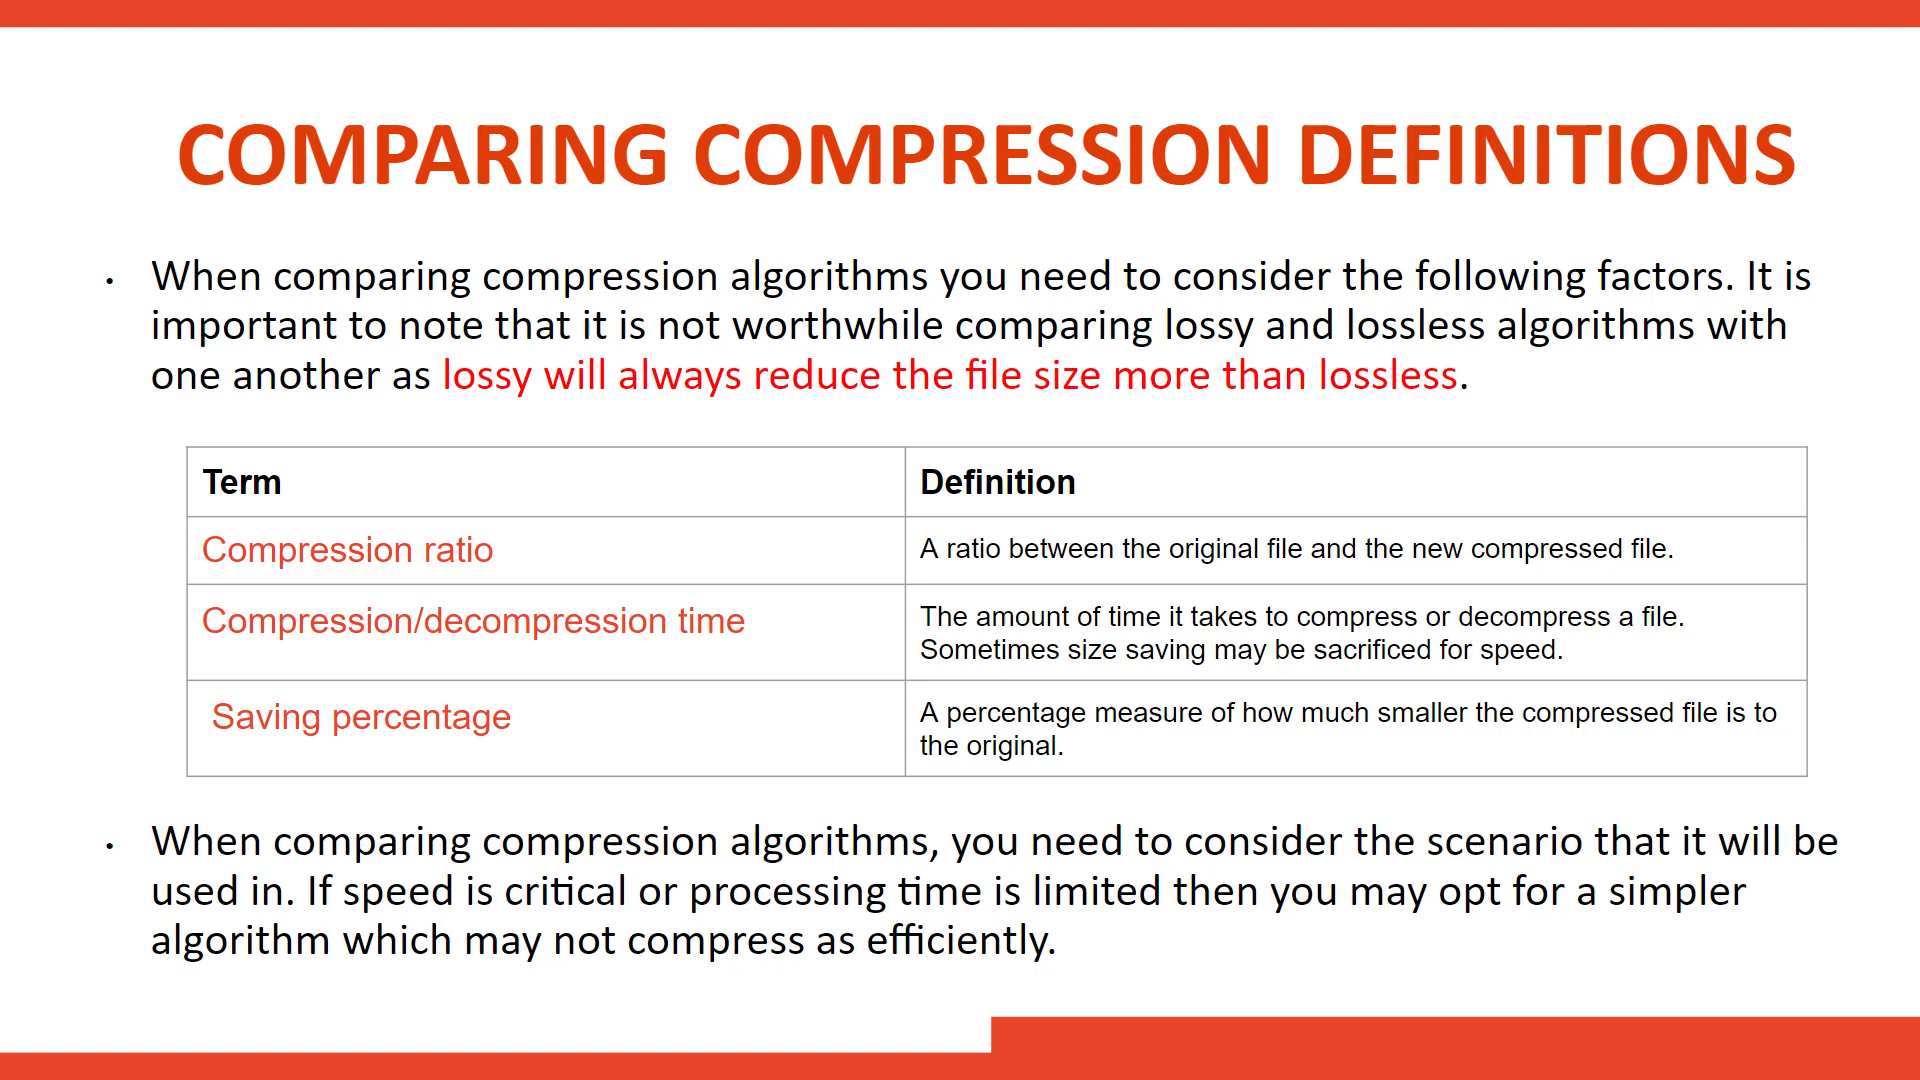 COMPARING COMPRESSION DEFINITIONS
• When comparing compression algorithms you need to consider the following factors. It is
important to note that it is not worthwhile comparing lossy and lossless algorithms with
one another as lossy will always reduce the file size more than lossless.
Term
Definition
Compression ratio
A ratio between the original file and the new compressed file.
Compression/decompression time
The amount of time it takes to compress or decompress a file.
Sometimes size saving may be sacrificed for speed.
Saving percentage
A percentage measure of how much smaller the compressed file is to
the original.
• When comparing compression algorithms, you need to consider the scenario that it will be
used in. If speed is critical or processing time is limited then you may opt for a simpler
algorithm which may not compress as efficiently.